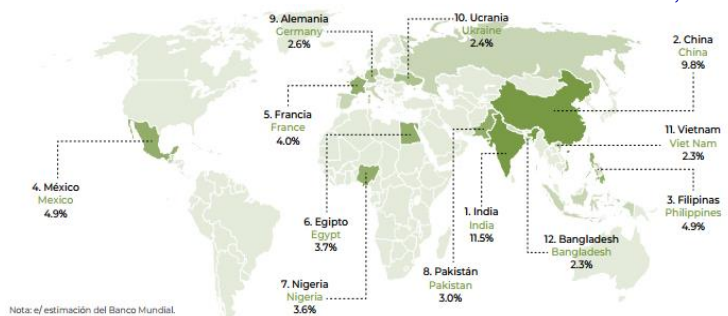 9. Alemania
Germany
2.6%
10. Ucrania
Ukraine
2.4%
2. China
China
9.8%
5. Francia
France
4.0%
11. Vietnam
Viet Nam
2.3%
4. México
Mexico
4.9%
6. Egipto
Egypt
3.7%
1. India
India
11.5%
3. Filipinas
Philippines
4.9%
12. Bangladesh
Bangladesh
2.3%
8. Pakistán
Pakistan
3.0%
7. Nigeria
Nigeria
3.6%
Nota: e/ estimación del Banco Mundial.